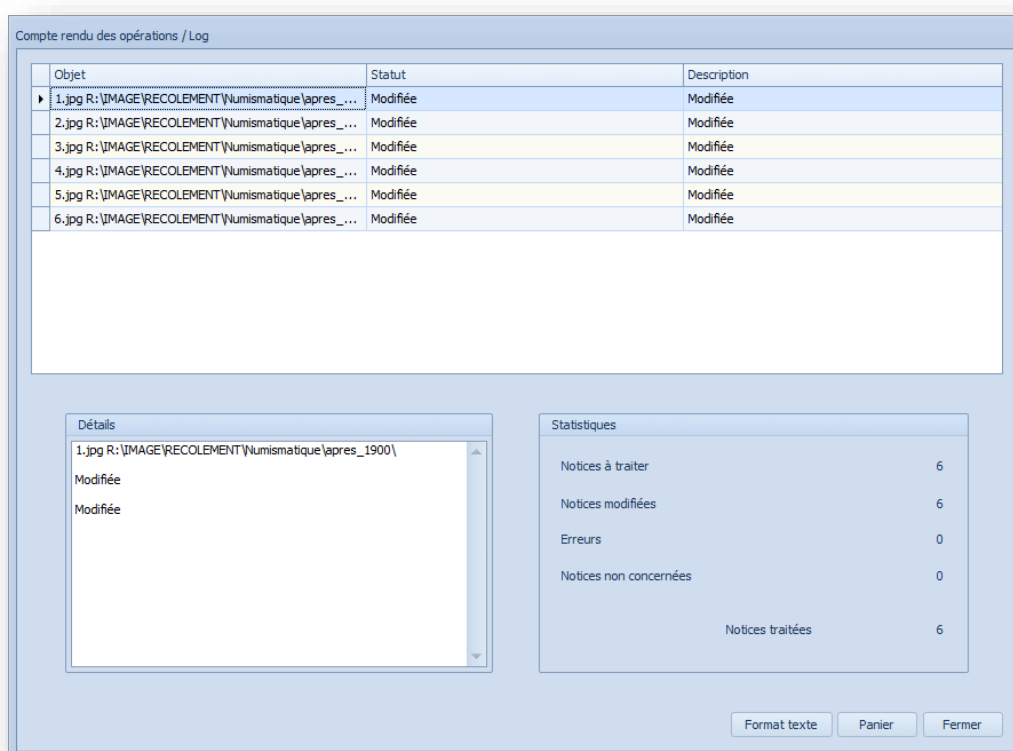 Compte rendu des opérations / Log
Objet Statut Description
1.jpg R:\IMAGE\RECOLEMENT\Numismatique\apres_... Modifiée Modifiée
2.jpg R:\IMAGE\RECOLEMENT\Numismatique\apres_... Modifiée Modifiée
3.jpg R:\IMAGE\RECOLEMENT\Numismatique\apres_... Modifiée Modifiée
4.jpg R:\IMAGE\RECOLEMENT\Numismatique\apres_... Modifiée Modifiée
5.jpg R:\IMAGE\RECOLEMENT\Numismatique\apres_... Modifiée Modifiée
6.jpg R:\IMAGE\RECOLEMENT\Numismatique\apres_... Modifiée Modifiée
Détails
1.jpg R:\IMAGE\RECOLEMENT\Numismatique\apres_1900\
Modifiée
Modifiée
Statistiques
Notices à traiter 6
Notices modifiées 6
Erreurs 0
Notices non concernées 0
Notices traitées 6
Format texte Panier Fermer